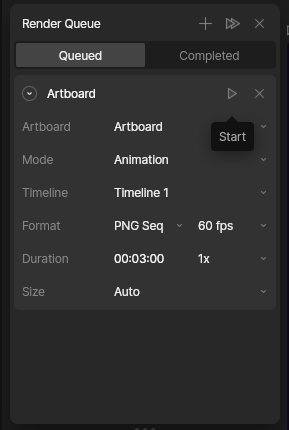 Render Queue
Queued Completed
Artboard
Artboard Artboard
Start
Mode Animation
Timeline Timeline 1
Format PNG Seq 60 fps
Duration 00:03:00 1x
Size Auto